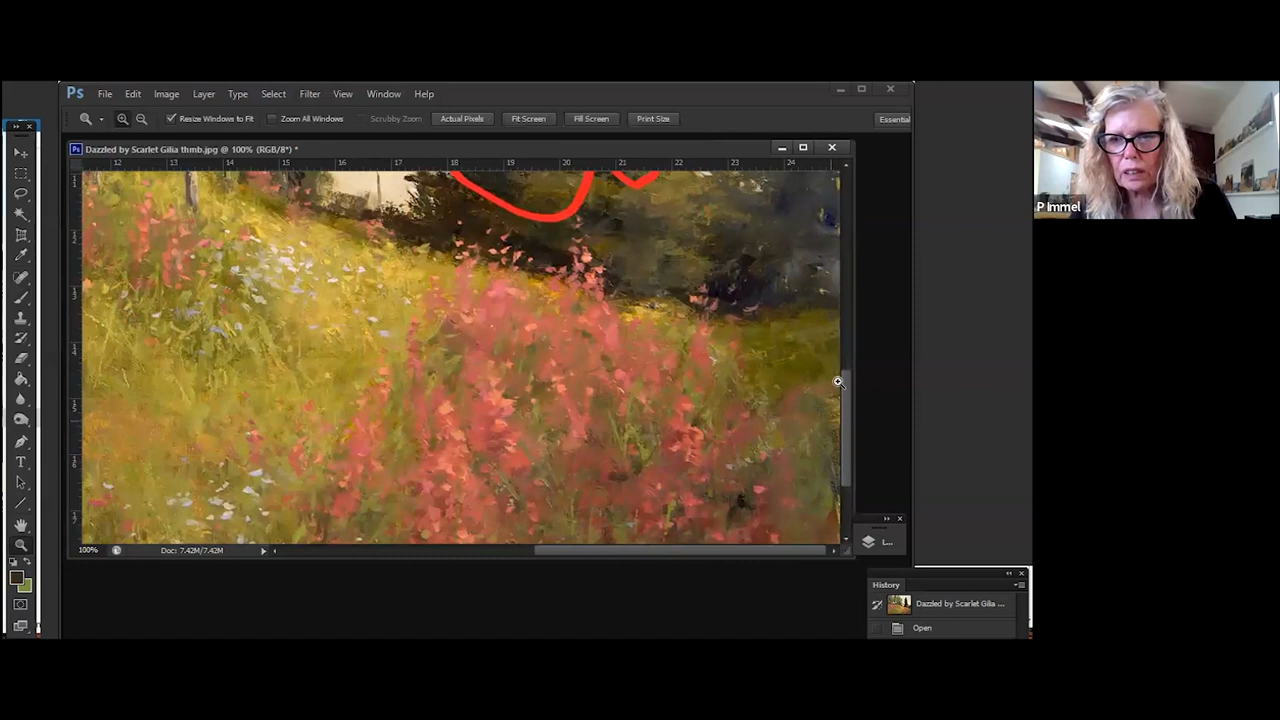 Ps File Edit Image Layer Type Select Filter View Window Help
Resize Windows to Fit Zoom All Windows Scrubby Zoom Actual Pixels Fit Screen Fill Screen Print Size Essential
Ps Dazzled by Scarlet Gilia thmb.jpg @ 100% (RGB/8*) *
12 13 14 15 16 17 18 19 20 21 22 23 24
P Immel
T
100% Doc: 7.42M/7.42M
L...
History
Dazzled by Scarlet Gilia ...
Open